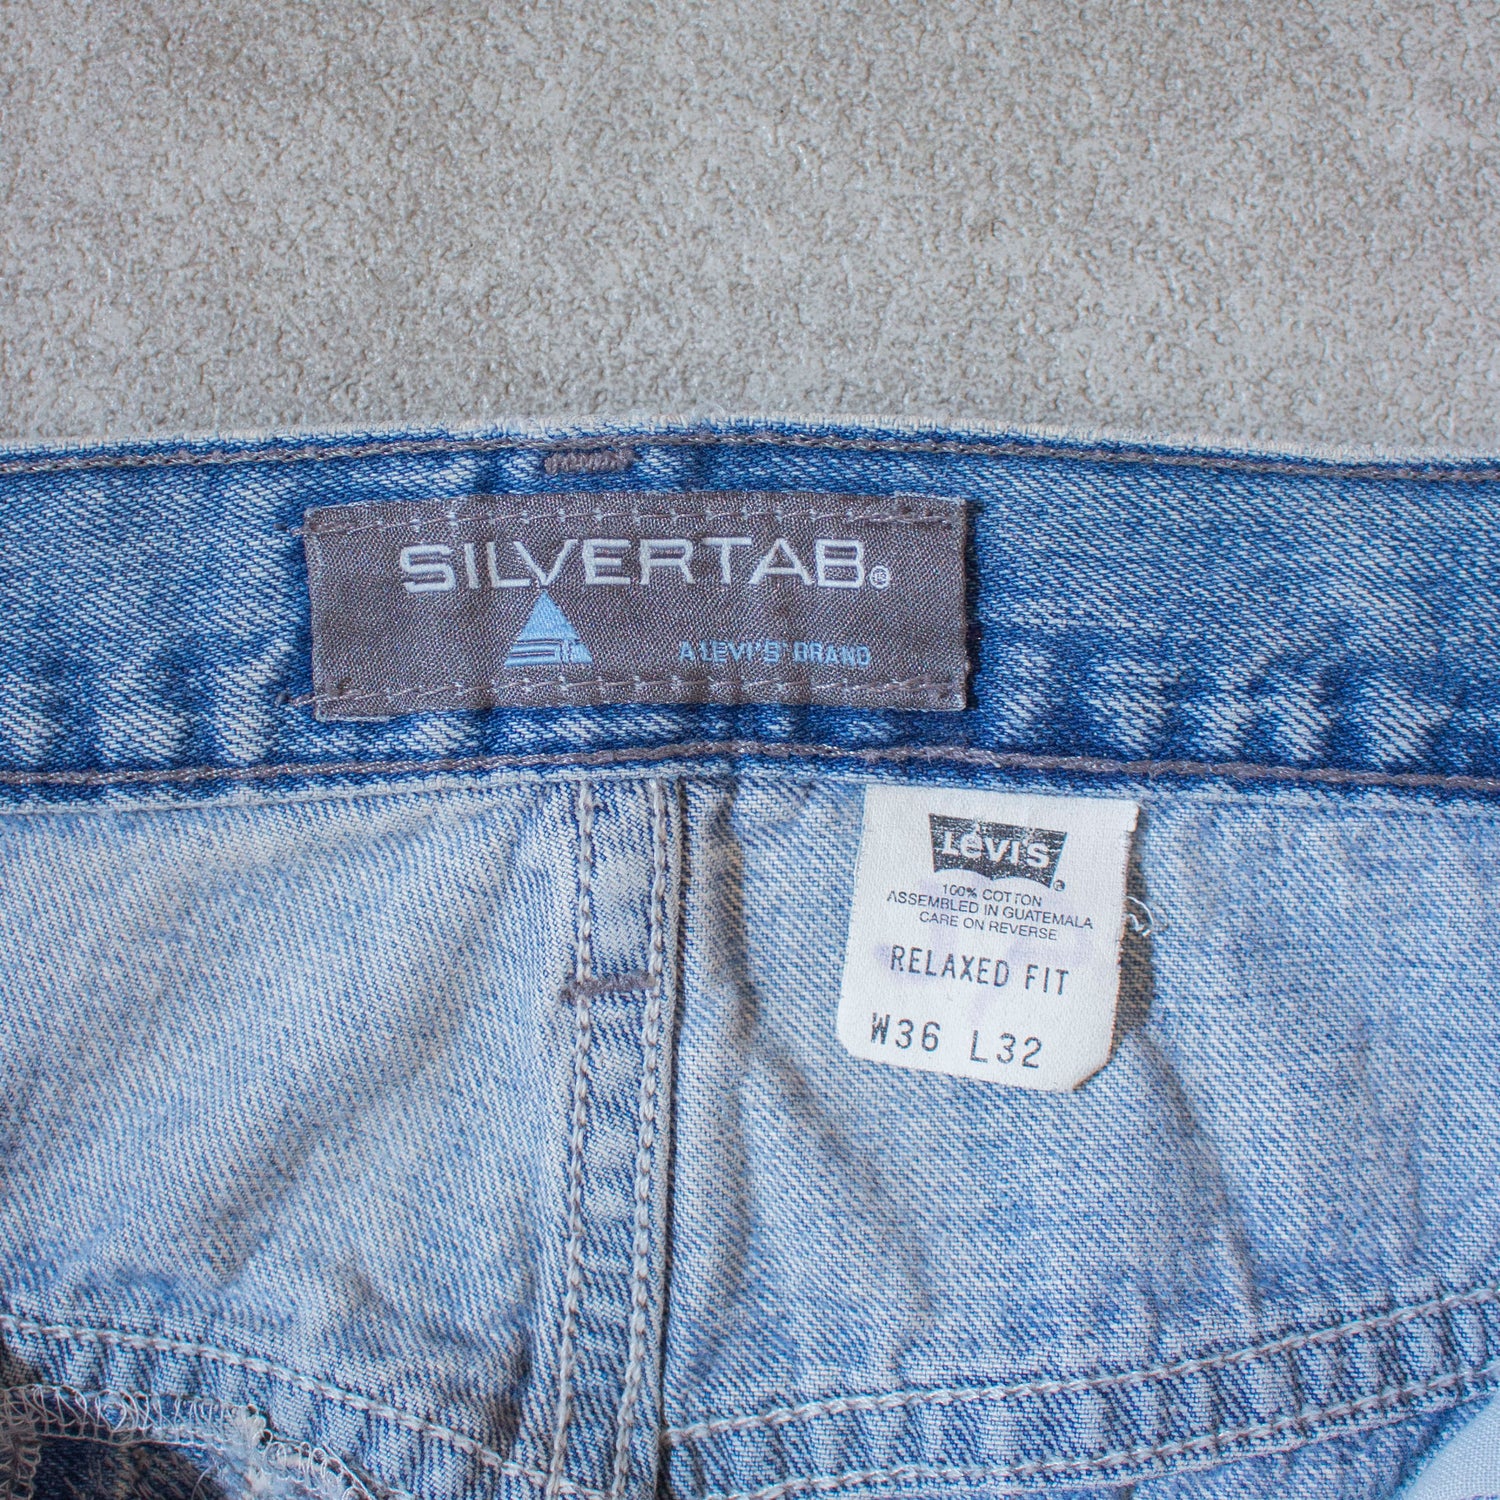 SILVERTAB®
A LEVI'S BRAND
Levi's®
100% COTTON
ASSEMBLED IN GUATEMALA
CARE ON REVERSE
RELAXED FIT
W36 L32